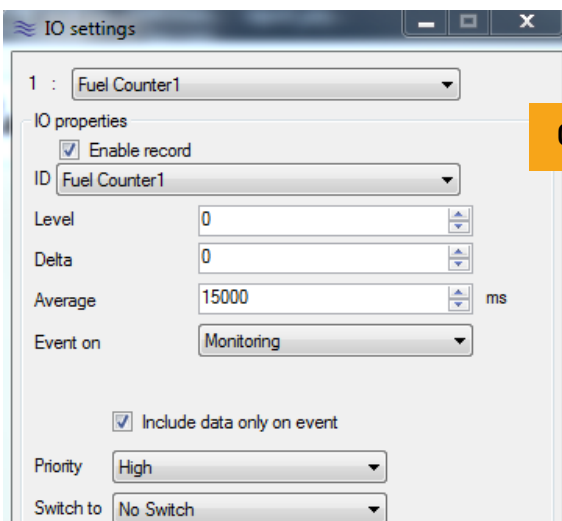 IO settings
1 : Fuel Counter1
IO properties
Enable record
ID Fuel Counter1
Level 0
Delta 0
Average 15000 ms
Event on Monitoring
Include data only on event
Priority High
Switch to No Switch